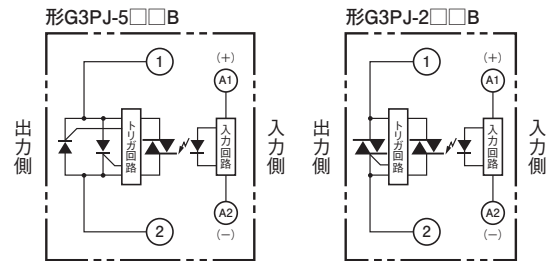 形G3PJ-5□□B
1
(+)
A1
出力側
トリガ回路
入力回路
入力側
2
A2
(−)
形G3PJ-2□□B
1
(+)
A1
出力側
トリガ回路
入力回路
入力側
2
A2
(−)